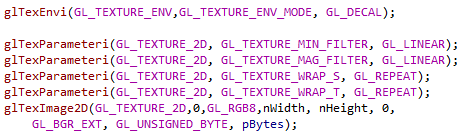 glTexEnvi(GL_TEXTURE_ENV,GL_TEXTURE_ENV_MODE, GL_DECAL);
glTexParameteri(GL_TEXTURE_2D, GL_TEXTURE_MIN_FILTER, GL_LINEAR);
glTexParameteri(GL_TEXTURE_2D, GL_TEXTURE_MAG_FILTER, GL_LINEAR);
glTexParameteri(GL_TEXTURE_2D, GL_TEXTURE_WRAP_S, GL_REPEAT);
glTexParameteri(GL_TEXTURE_2D, GL_TEXTURE_WRAP_T, GL_REPEAT);
glTexImage2D(GL_TEXTURE_2D,0,GL_RGB8,nWidth, nHeight, 0,
GL_BGR_EXT, GL_UNSIGNED_BYTE, pBytes);